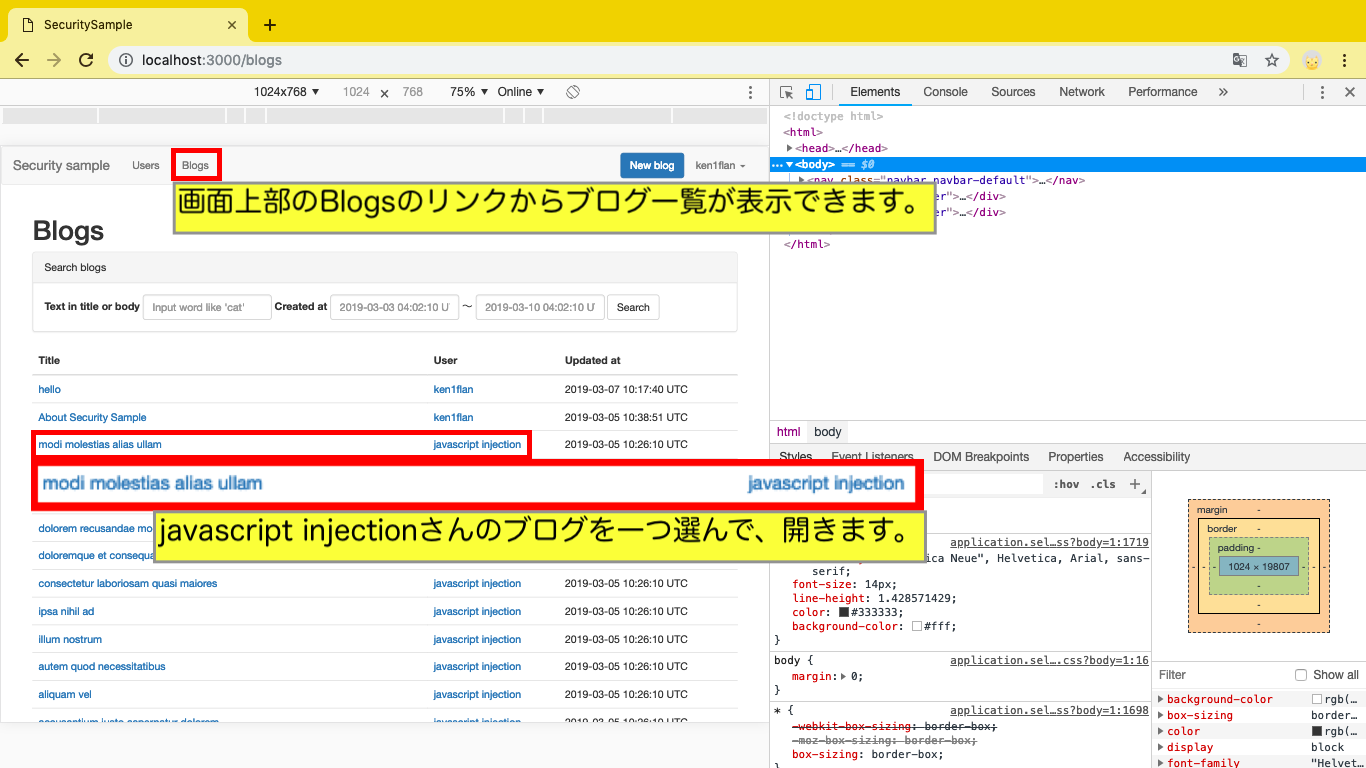 SecuritySample
localhost:3000/blogs
1024x768 ▼ 1024 × 768 75% ▼ Online ▼
Elements Console Sources Network Performance »
Security sample Users Blogs New blog ken1flan
画面上部のBlogsのリンクからブログ一覧が表示できます。
Blogs
Search blogs
Text in title or body Input word like 'cat' Created at 2019-03-03 04:02:10 U ～ 2019-03-10 04:02:10 U Search
Title User Updated at
hello ken1flan 2019-03-07 10:17:40 UTC
About Security Sample ken1flan 2019-03-05 10:38:51 UTC
modi molestias alias ullam javascript injection 2019-03-05 10:26:10 UTC
modi molestias alias ullam javascript injection
dolorem recusandae mo
javascript injectionさんのブログを一つ選んで、開きます。
doloremque et consequa
consectetur laboriosam quasi maiores javascript injection 2019-03-05 10:26:10 UTC
ipsa nihil ad javascript injection 2019-03-05 10:26:10 UTC
illum nostrum javascript injection 2019-03-05 10:26:10 UTC
autem quod necessitatibus javascript injection 2019-03-05 10:26:10 UTC
aliquam vel javascript injection 2019-03-05 10:26:10 UTC
<!doctype html>
<html>
<head>…</head>
<body> == $0
<nav class="navbar navbar-default">…</nav>
er">…</div>
er">…</div>
</html>
html body
Styles Event Listeners DOM Breakpoints Properties Accessibility
:hov .cls +
application.sel…ss?body=1:1719
ica Neue", Helvetica, Arial, sans-
serif;
font-size: 14px;
line-height: 1.428571429;
color: #333333;
background-color: #fff;
}
body { application.sel….css?body=1:16
margin: 0;
}
* { application.sel…ss?body=1:1698
-webkit-box-sizing: border-box;
-moz-box-sizing: border-box;
box-sizing: border-box;
}
margin -
border -
padding -
- - - 1024 × 19807 - - -
-
-
-
Filter Show all
background-color rgb(…
box-sizing border…
color rgb(…
display block
font-family "Helvet…